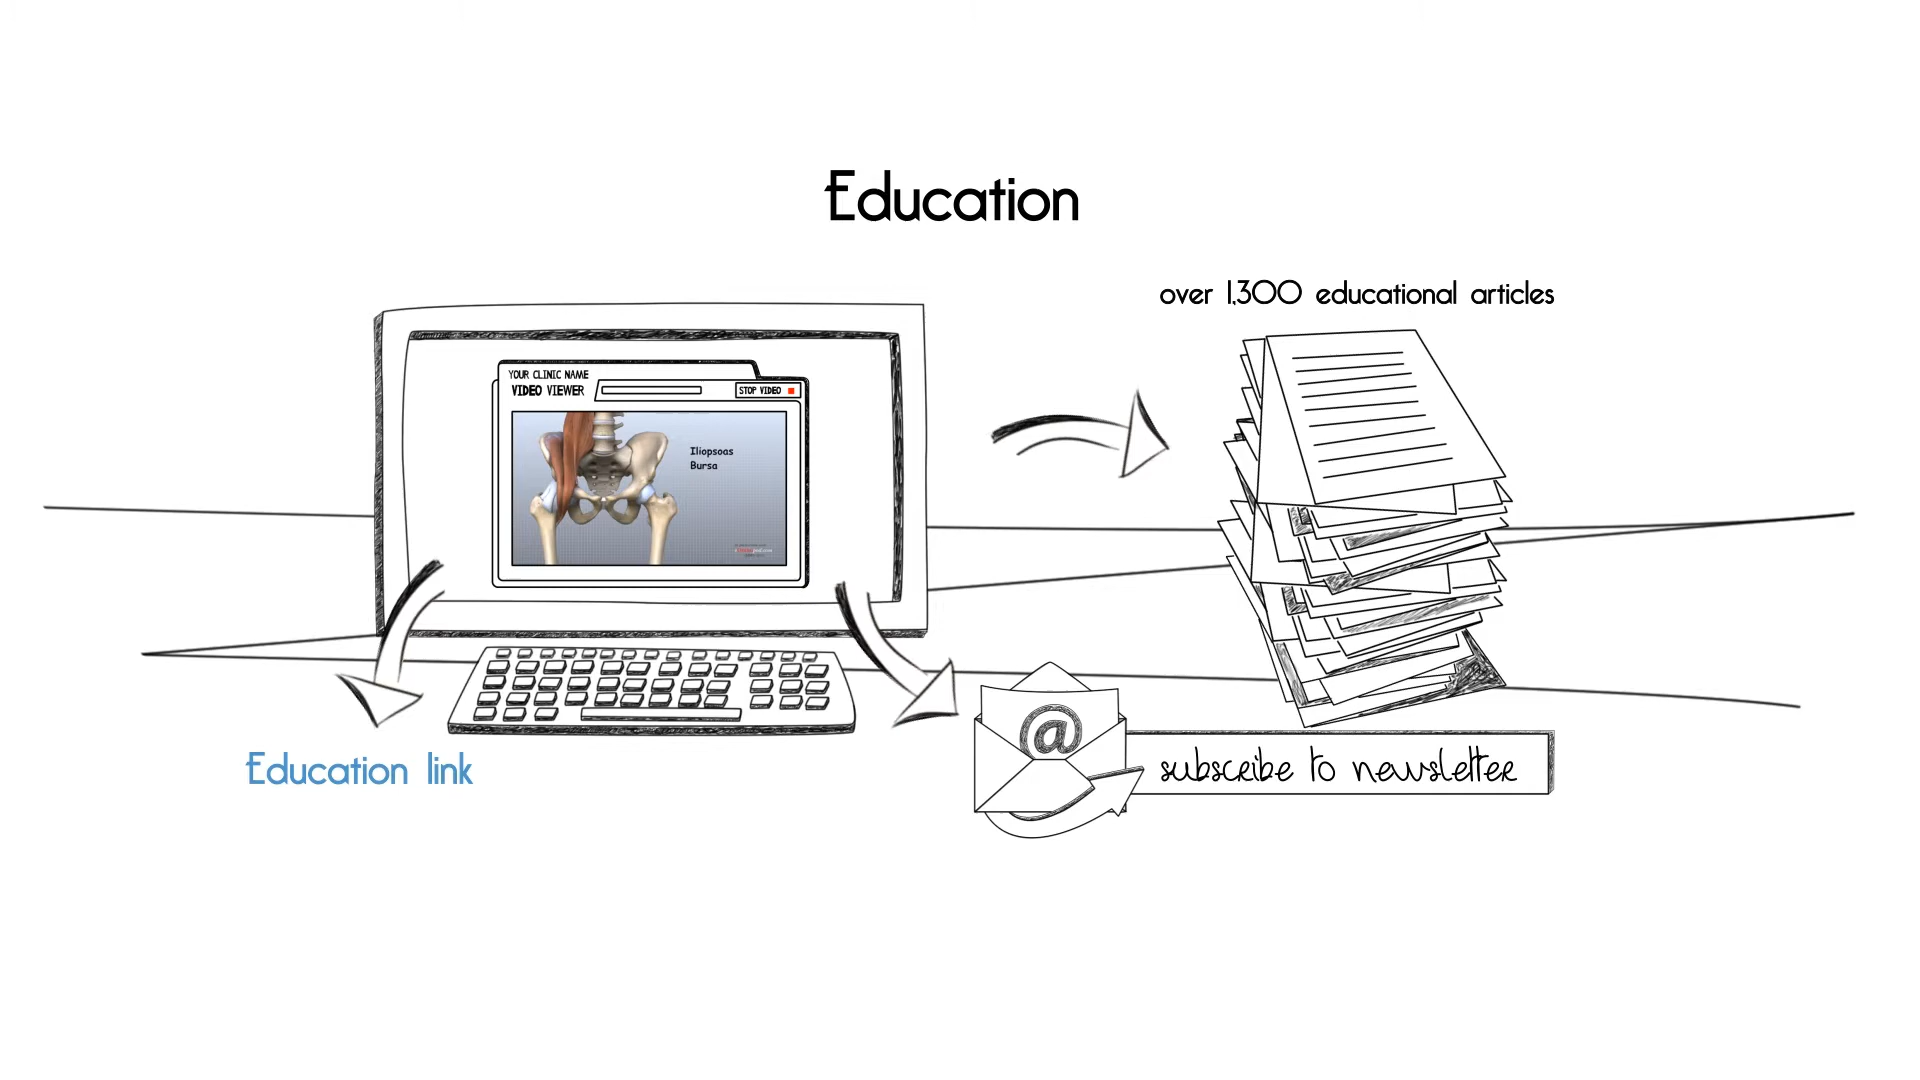 Education
over 1,300 educational articles
YOUR CLINIC NAME
VIDEO VIEWER
STOP VIDEO
Iliopsoas
Bursa
Education link
@
subscribe to newsletter